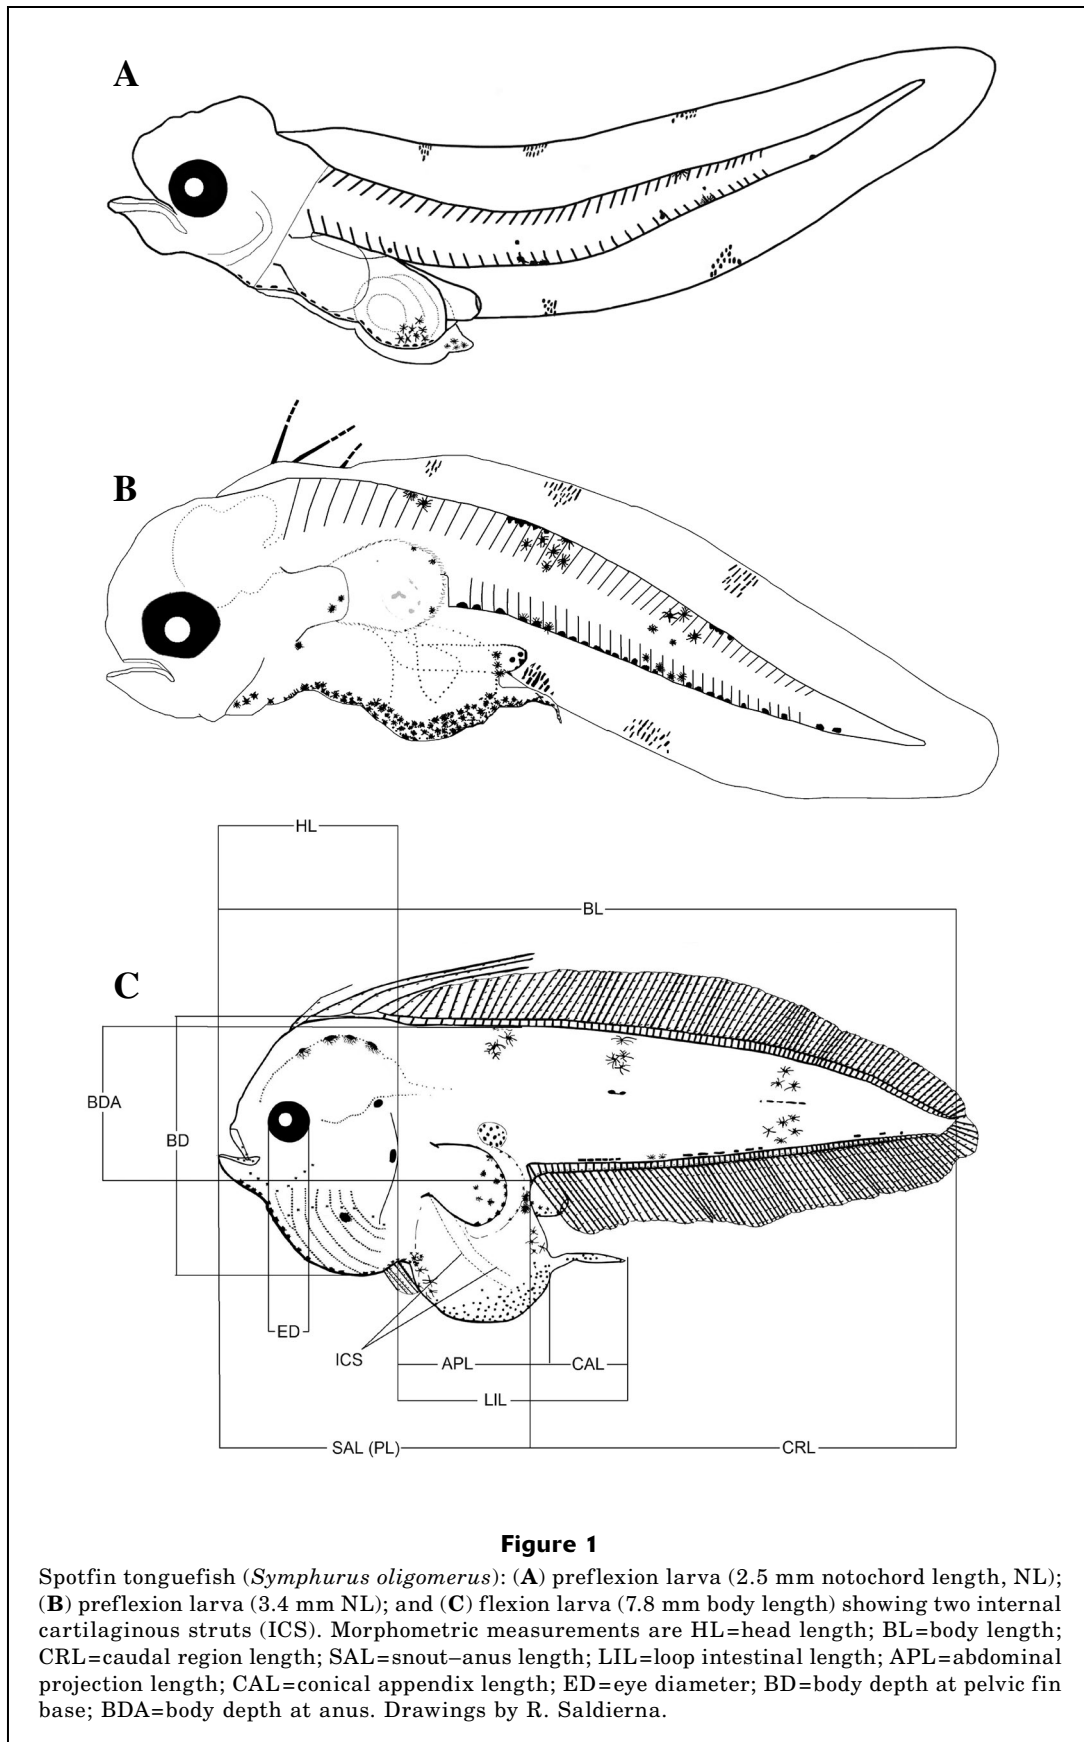 A
B
HL
BL
C
BDA
BD
ED
ICS
APL
CAL
LIL
SAL (PL)
CRL
Figure 1
Spotfin tonguefish (Symphurus oligomerus): (A) preflexion larva (2.5 mm notochord length, NL);
(B) preflexion larva (3.4 mm NL); and (C) flexion larva (7.8 mm body length) showing two internal
cartilaginous struts (ICS). Morphometric measurements are HL=head length; BL=body length;
CRL=caudal region length; SAL=snout–anus length; LIL=loop intestinal length; APL=abdominal
projection length; CAL=conical appendix length; ED=eye diameter; BD=body depth at pelvic fin
base; BDA=body depth at anus. Drawings by R. Saldierna.